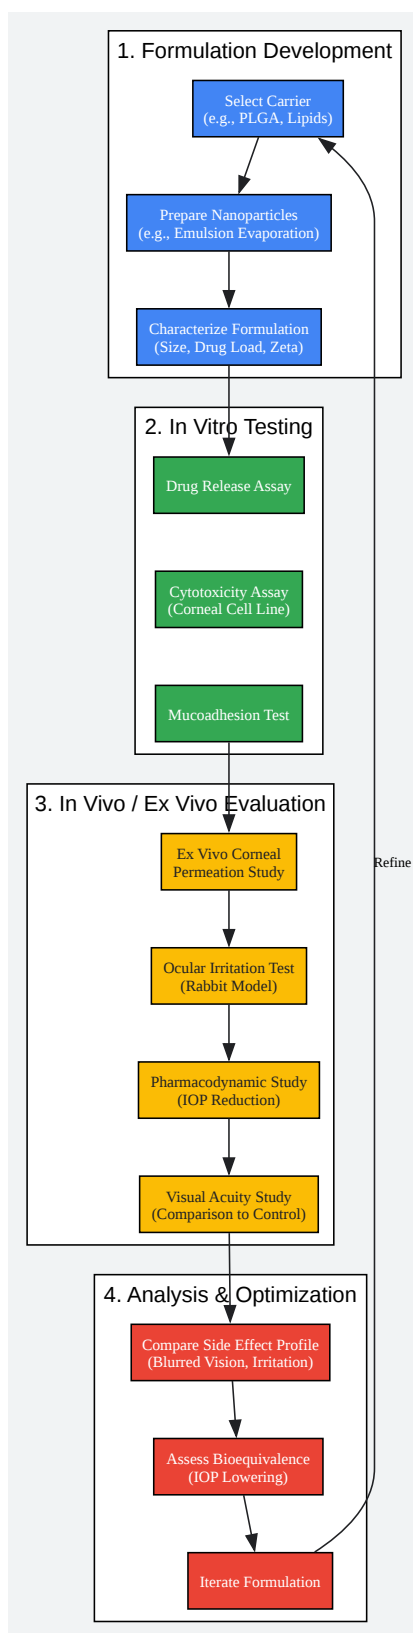 1. Formulation Development
Select Carrier
(e.g., PLGA, Lipids)
Prepare Nanoparticles
(e.g., Emulsion Evaporation)
Characterize Formulation
(Size, Drug Load, Zeta)
2. In Vitro Testing
Drug Release Assay
Cytotoxicity Assay
(Corneal Cell Line)
Mucoadhesion Test
3. In Vivo / Ex Vivo Evaluation
Ex Vivo Corneal
Permeation Study
Refine
Ocular Irritation Test
(Rabbit Model)
Pharmacodynamic Study
(IOP Reduction)
Visual Acuity Study
(Comparison to Control)
4. Analysis & Optimization
Compare Side Effect Profile
(Blurred Vision, Irritation)
Assess Bioequivalence
(IOP Lowering)
Iterate Formulation